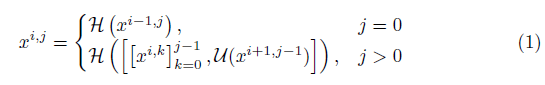 x^{i,j} = \begin{cases} \mathcal{H}\left(x^{i-1,j}\right), & j = 0 \\ \mathcal{H}\left(\left[\left[x^{i,k}\right]_{k=0}^{j-1}, \mathcal{U}(x^{i+1,j-1})\right]\right), & j > 0 \end{cases} \quad (1)